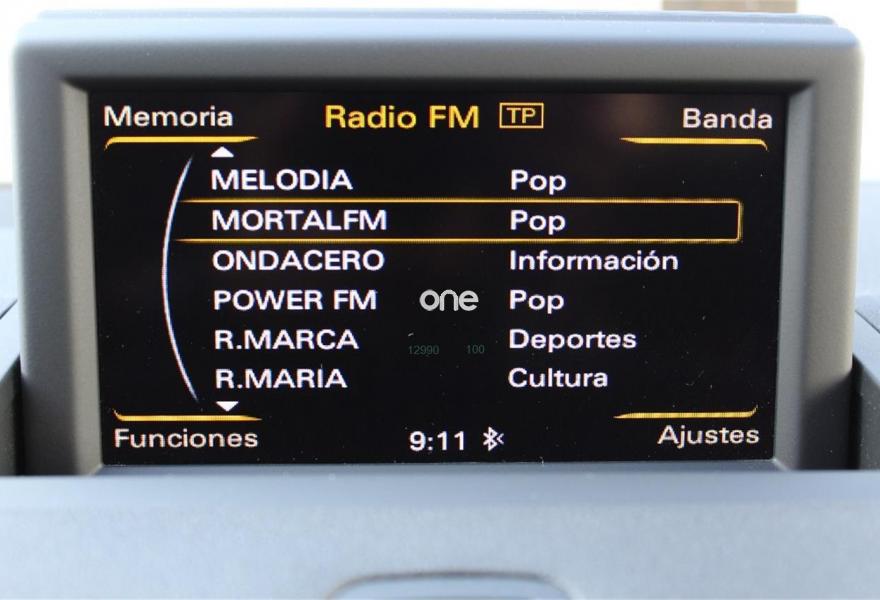 Memoria Radio FM TP Banda
MELODIA Pop
MORTALFM Pop
ONDACERO Información
POWER FM one Pop
R.MARCA Deportes
12990 100
R.MARIA Cultura
Funciones 9:11 Ajustes